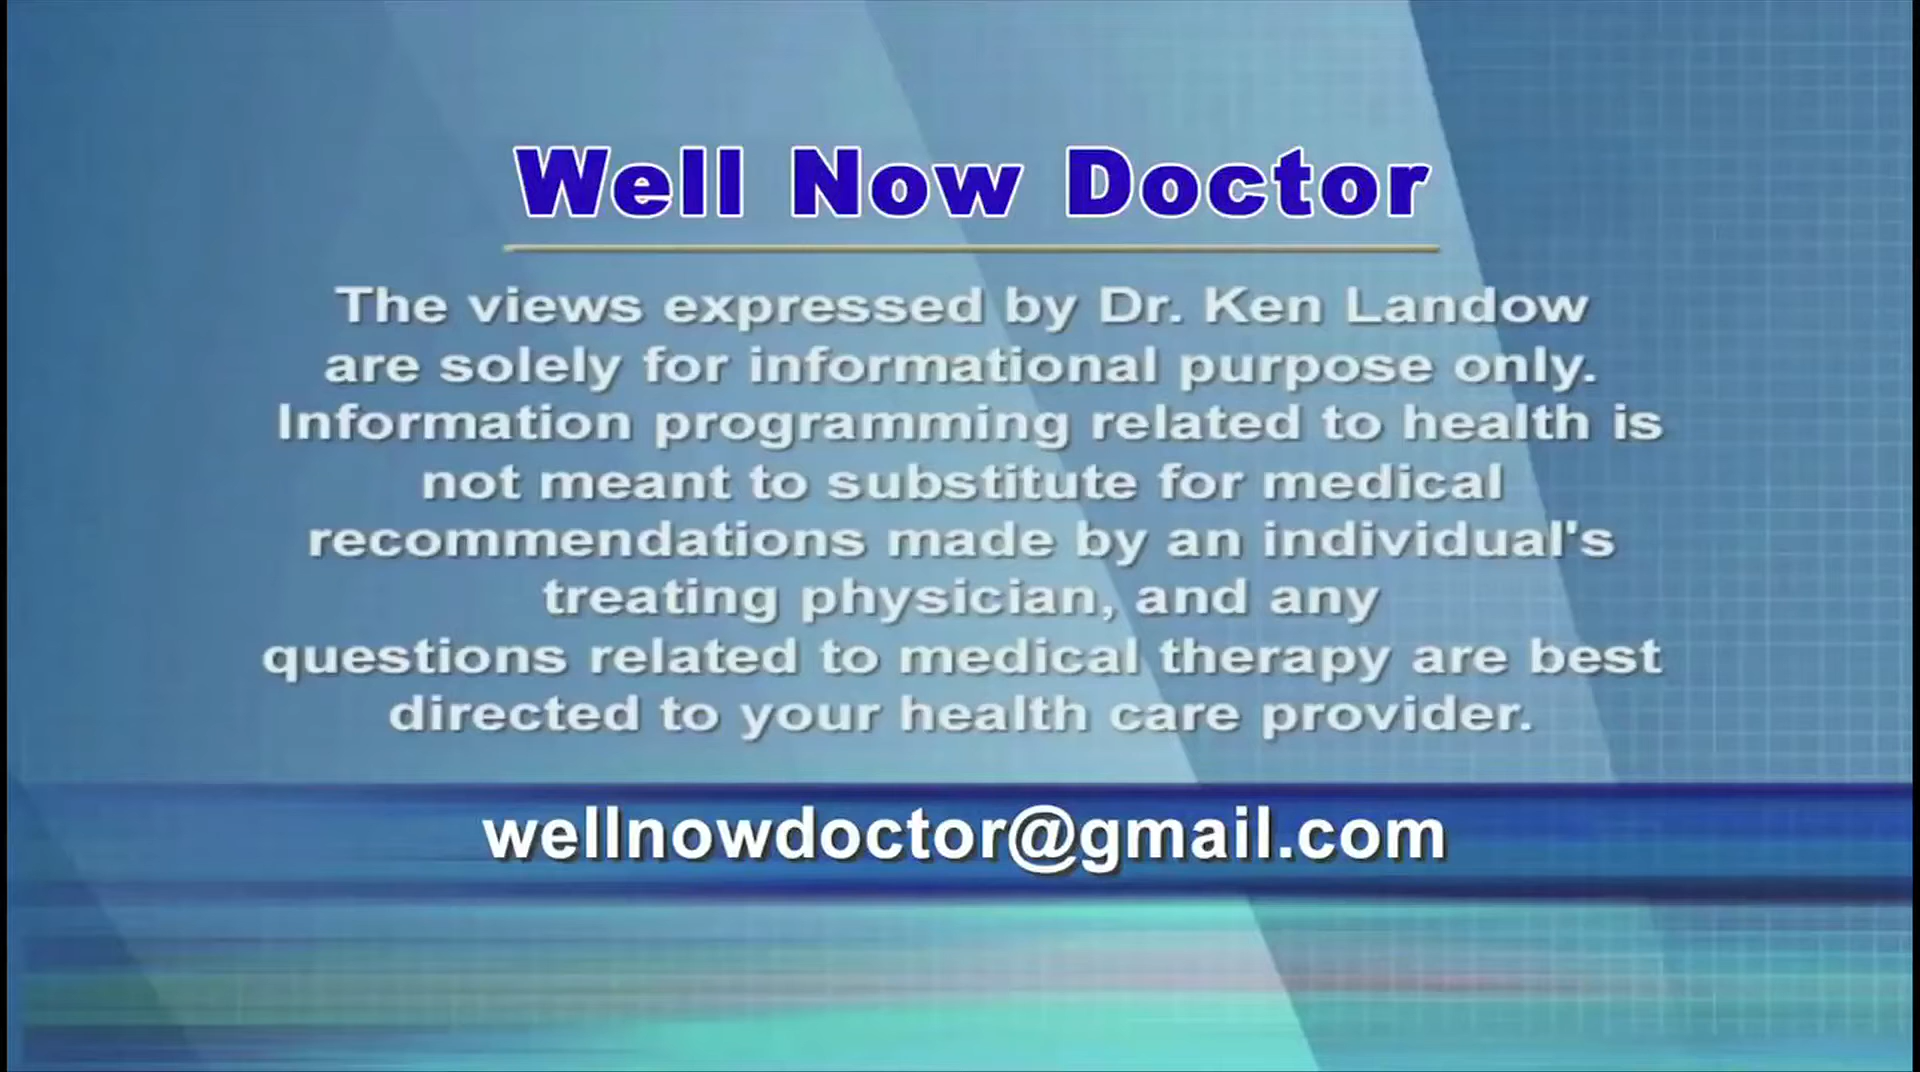 Well Now Doctor
The views expressed by Dr. Ken Landow
are solely for informational purpose only.
Information programming related to health is
not meant to substitute for medical
recommendations made by an individual's
treating physician, and any
questions related to medical therapy are best
directed to your health care provider.
wellnowdoctor@gmail.com